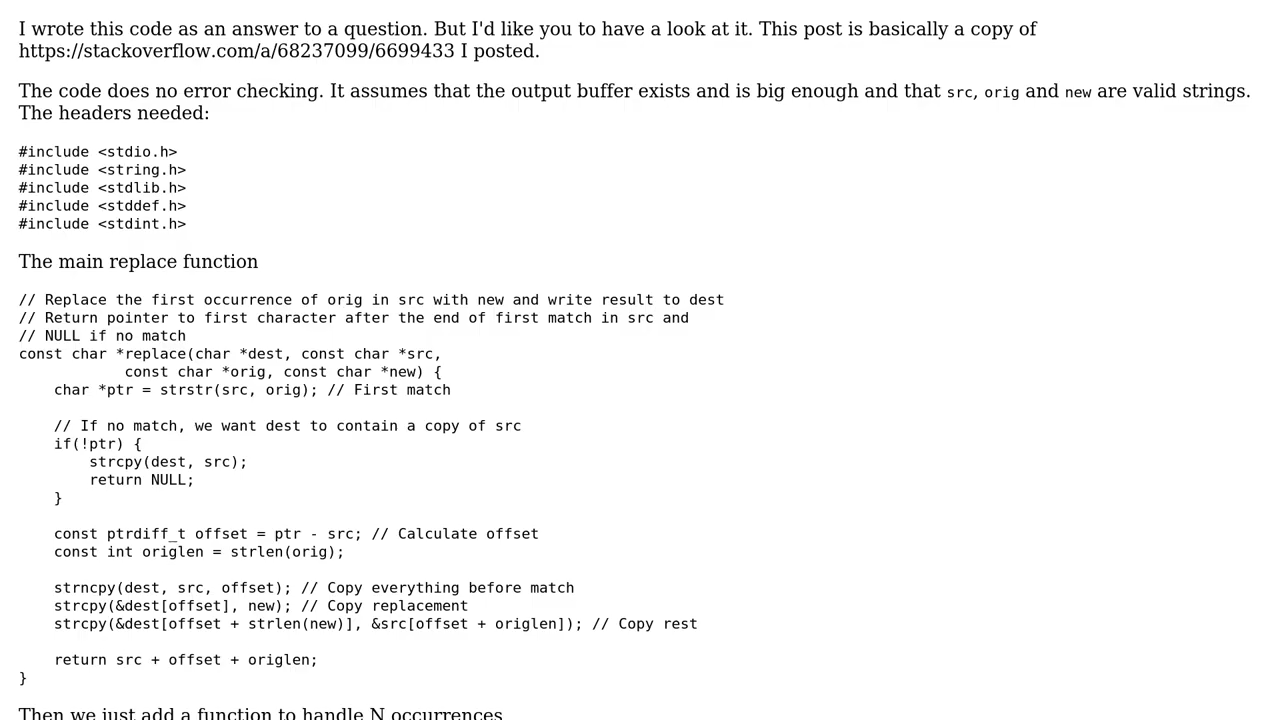 I wrote this code as an answer to a question. But I'd like you to have a look at it. This post is basically a copy of
https://stackoverflow.com/a/68237099/6699433 I posted.
The code does no error checking. It assumes that the output buffer exists and is big enough and that src, orig and new are valid strings.
The headers needed:
#include <stdio.h>
#include <string.h>
#include <stdlib.h>
#include <stddef.h>
#include <stdint.h>
The main replace function
// Replace the first occurrence of orig in src with new and write result to dest
// Return pointer to first character after the end of first match in src and
// NULL if no match
const char *replace(char *dest, const char *src,
            const char *orig, const char *new) {
    char *ptr = strstr(src, orig); // First match
    // If no match, we want dest to contain a copy of src
    if(!ptr) {
        strcpy(dest, src);
        return NULL;
    }
    const ptrdiff_t offset = ptr - src; // Calculate offset
    const int origlen = strlen(orig);
    strncpy(dest, src, offset); // Copy everything before match
    strcpy(&dest[offset], new); // Copy replacement
    strcpy(&dest[offset + strlen(new)], &src[offset + origlen]); // Copy rest
    return src + offset + origlen;
}
Then we just add a function to handle N occurrences